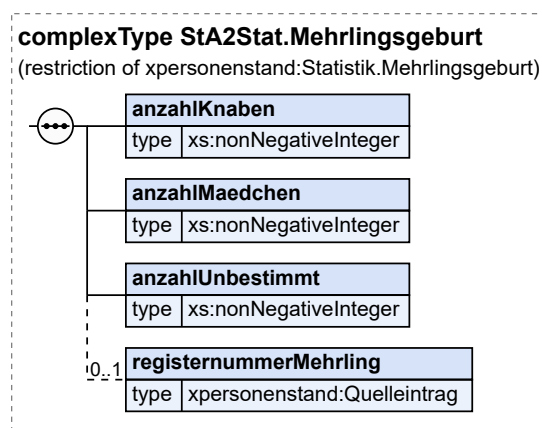 complexType StA2Stat.Mehrlingsgeburt
(restriction of xpersonenstand:Statistik.Mehrlingsgeburt)
anzahlKnaben
type xs:nonNegativeInteger
anzahlMaedchen
type xs:nonNegativeInteger
anzahlUnbestimmt
type xs:nonNegativeInteger
0..1 registernummerMehrling
type xpersonenstand:Quelleintrag